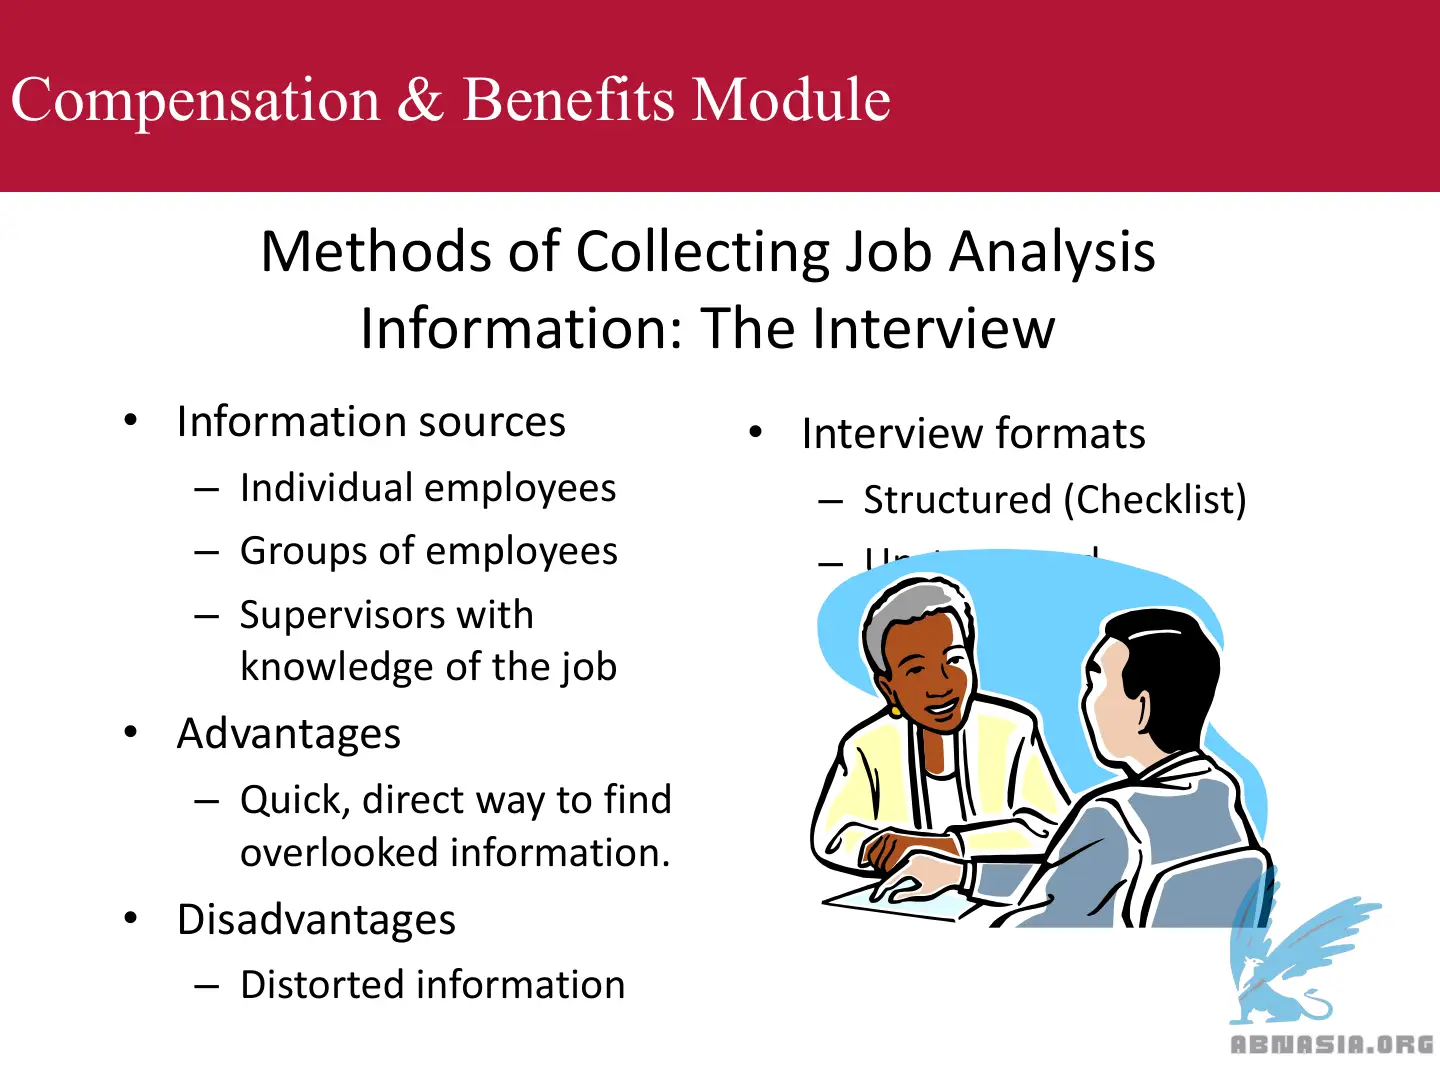 Compensation & Benefits Module
Methods of Collecting Job Analysis
Information: The Interview
• Information sources
– Individual employees
– Groups of employees
– Supervisors with
knowledge of the job
• Advantages
– Quick, direct way to find
overlooked information.
• Disadvantages
– Distorted information
• Interview formats
– Structured (Checklist)
–
ABNASIA.ORG